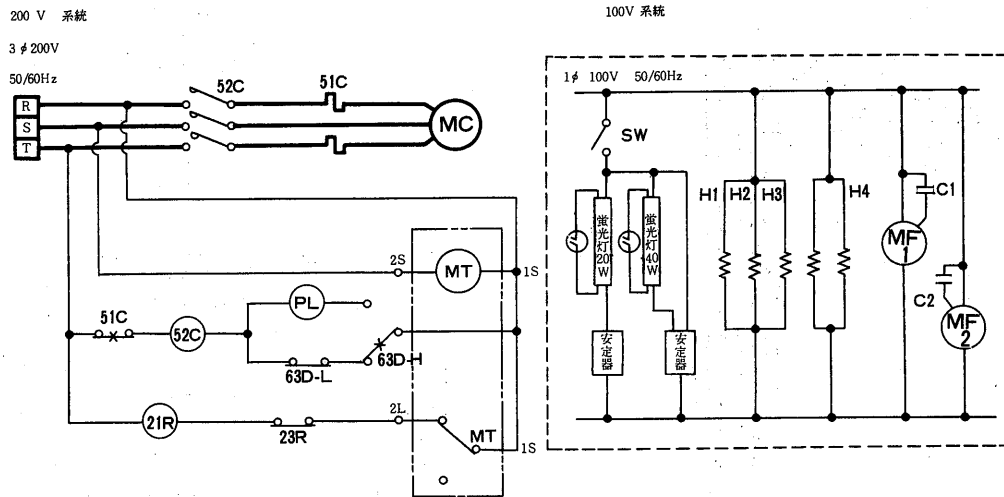 200 V 系統
100V 系統
3 φ 200V
50/60Hz
1φ 100V 50/60Hz
R
S
T
52C
51C
MC
SW
H1
H2
H3
H4
C1
MF
1
C2
MF
2
蛍光灯20W
蛍光灯40W
安定器
安定器
2S
MT
1S
PL
51C
52C
63D-L
63D-H
21R
23R
2L
MT
1S